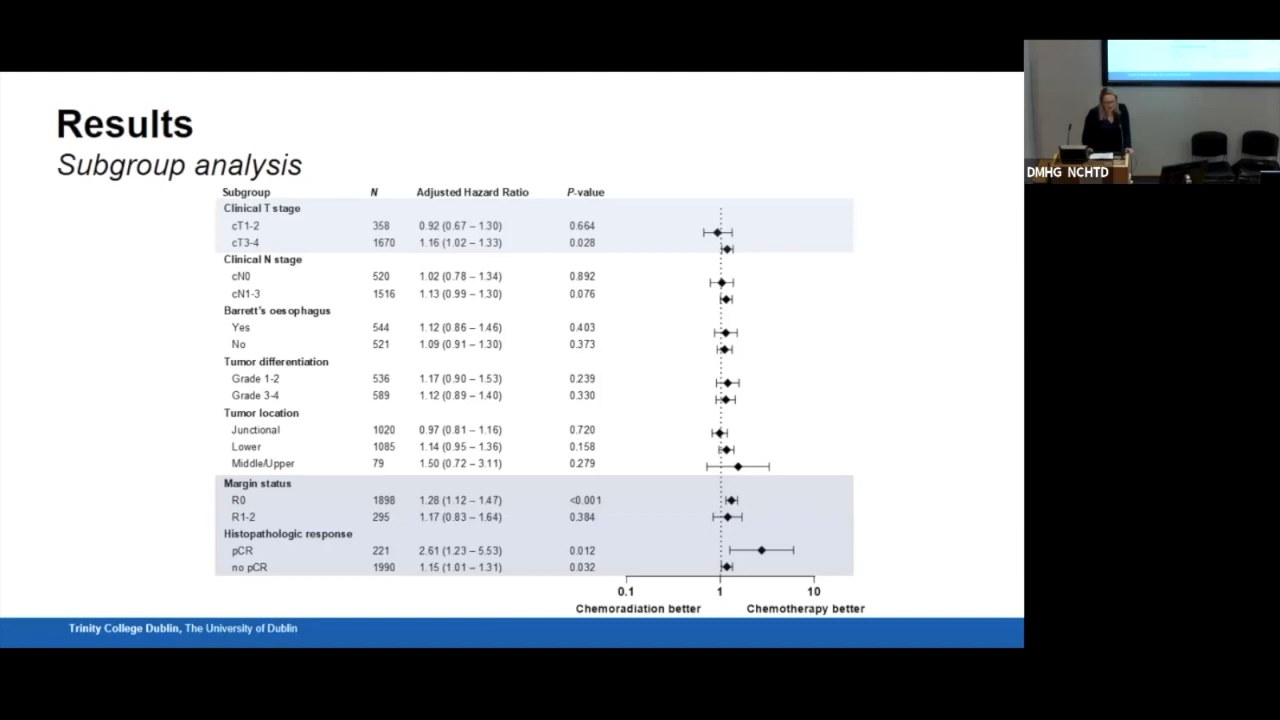 Results
Subgroup analysis
Subgroup N Adjusted Hazard Ratio P-value
Clinical T stage
cT1-2 358 0.92 (0.67 – 1.30) 0.664
cT3-4 1670 1.16 (1.02 – 1.33) 0.028
Clinical N stage
cN0 520 1.02 (0.78 – 1.34) 0.892
cN1-3 1516 1.13 (0.99 – 1.30) 0.076
Barrett's oesophagus
Yes 544 1.12 (0.86 – 1.46) 0.403
No 521 1.09 (0.91 – 1.30) 0.373
Tumor differentiation
Grade 1-2 536 1.17 (0.90 – 1.53) 0.239
Grade 3-4 589 1.12 (0.89 – 1.40) 0.330
Tumor location
Junctional 1020 0.97 (0.81 – 1.16) 0.720
Lower 1085 1.14 (0.95 – 1.36) 0.158
Middle/Upper 79 1.50 (0.72 – 3.11) 0.279
Margin status
R0 1898 1.28 (1.12 – 1.47) <0.001
R1-2 295 1.17 (0.83 – 1.64) 0.384
Histopathologic response
pCR 221 2.61 (1.23 – 5.53) 0.012
no pCR 1990 1.15 (1.01 – 1.31) 0.032
0.1 1 10
Chemoradiation better Chemotherapy better
Trinity College Dublin, The University of Dublin
DMHG NCHTD